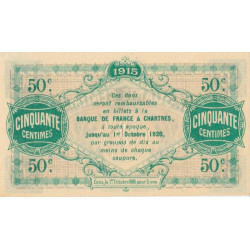 1915
50c. 50c.
Ces bons
seront remboursables
en billets à la
BANQUE DE FRANCE A CHARTRES,
à toute époque,
jusqu'au 1er Octobre 1920,
par groupes de dix au
moins de chaque
coupure.
CINQUANTE
CENTIMES
CINQUANTE
CENTIMES
50c. 50c.